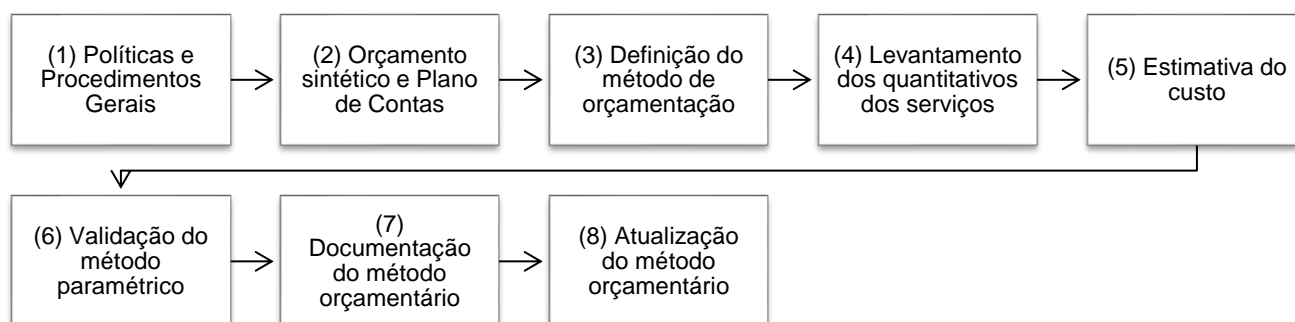 (1) Políticas e
Procedimentos
Gerais
(2) Orçamento
sintético e Plano
de Contas
(3) Definição do
método de
orçamentação
(4) Levantamento
dos quantitativos
dos serviços
(5) Estimativa do
custo
(6) Validação do
método
paramétrico
(7)
Documentação
do método
orçamentário
(8) Atualização
do método
orçamentário